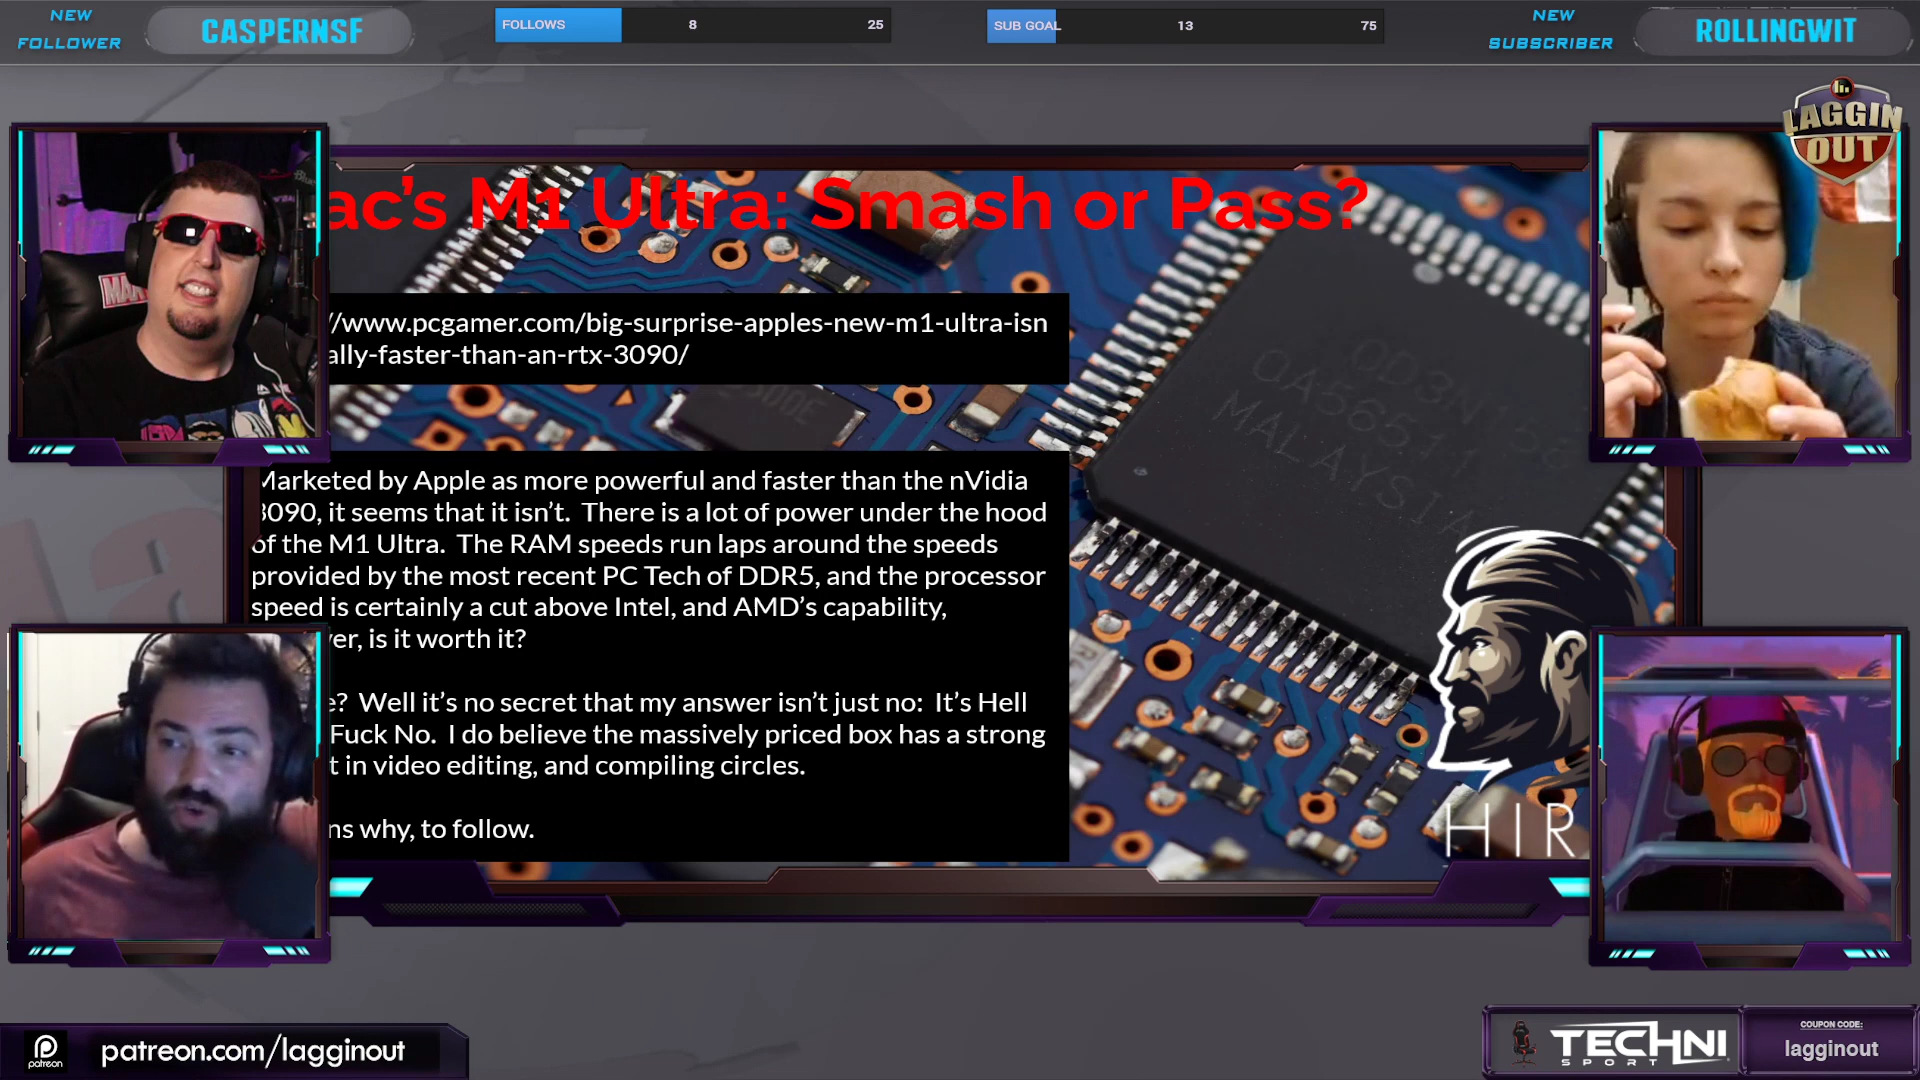 NEW
FOLLOWER
CASPERNSF
FOLLOWS 8 25
SUB GOAL 13 75
NEW
SUBSCRIBER
ROLLINGWIT
LAGGIN
OUT
ac's M1 Ultra: Smash or Pass?
//www.pcgamer.com/big-surprise-apples-new-m1-ultra-isn
ally-faster-than-an-rtx-3090/
Marketed by Apple as more powerful and faster than the nVidia
3090, it seems that it isn't. There is a lot of power under the hood
of the M1 Ultra. The RAM speeds run laps around the speeds
provided by the most recent PC Tech of DDR5, and the processor
speed is certainly a cut above Intel, and AMD's capability,
ver, is it worth it?
e? Well it's no secret that my answer isn't just no: It's Hell
Fuck No. I do believe the massively priced box has a strong
t in video editing, and compiling circles.
ns why, to follow.
MALAYSIA
HIR
patreon
patreon.com/lagginout
TECHNI
SPORT
COUPON CODE:
lagginout